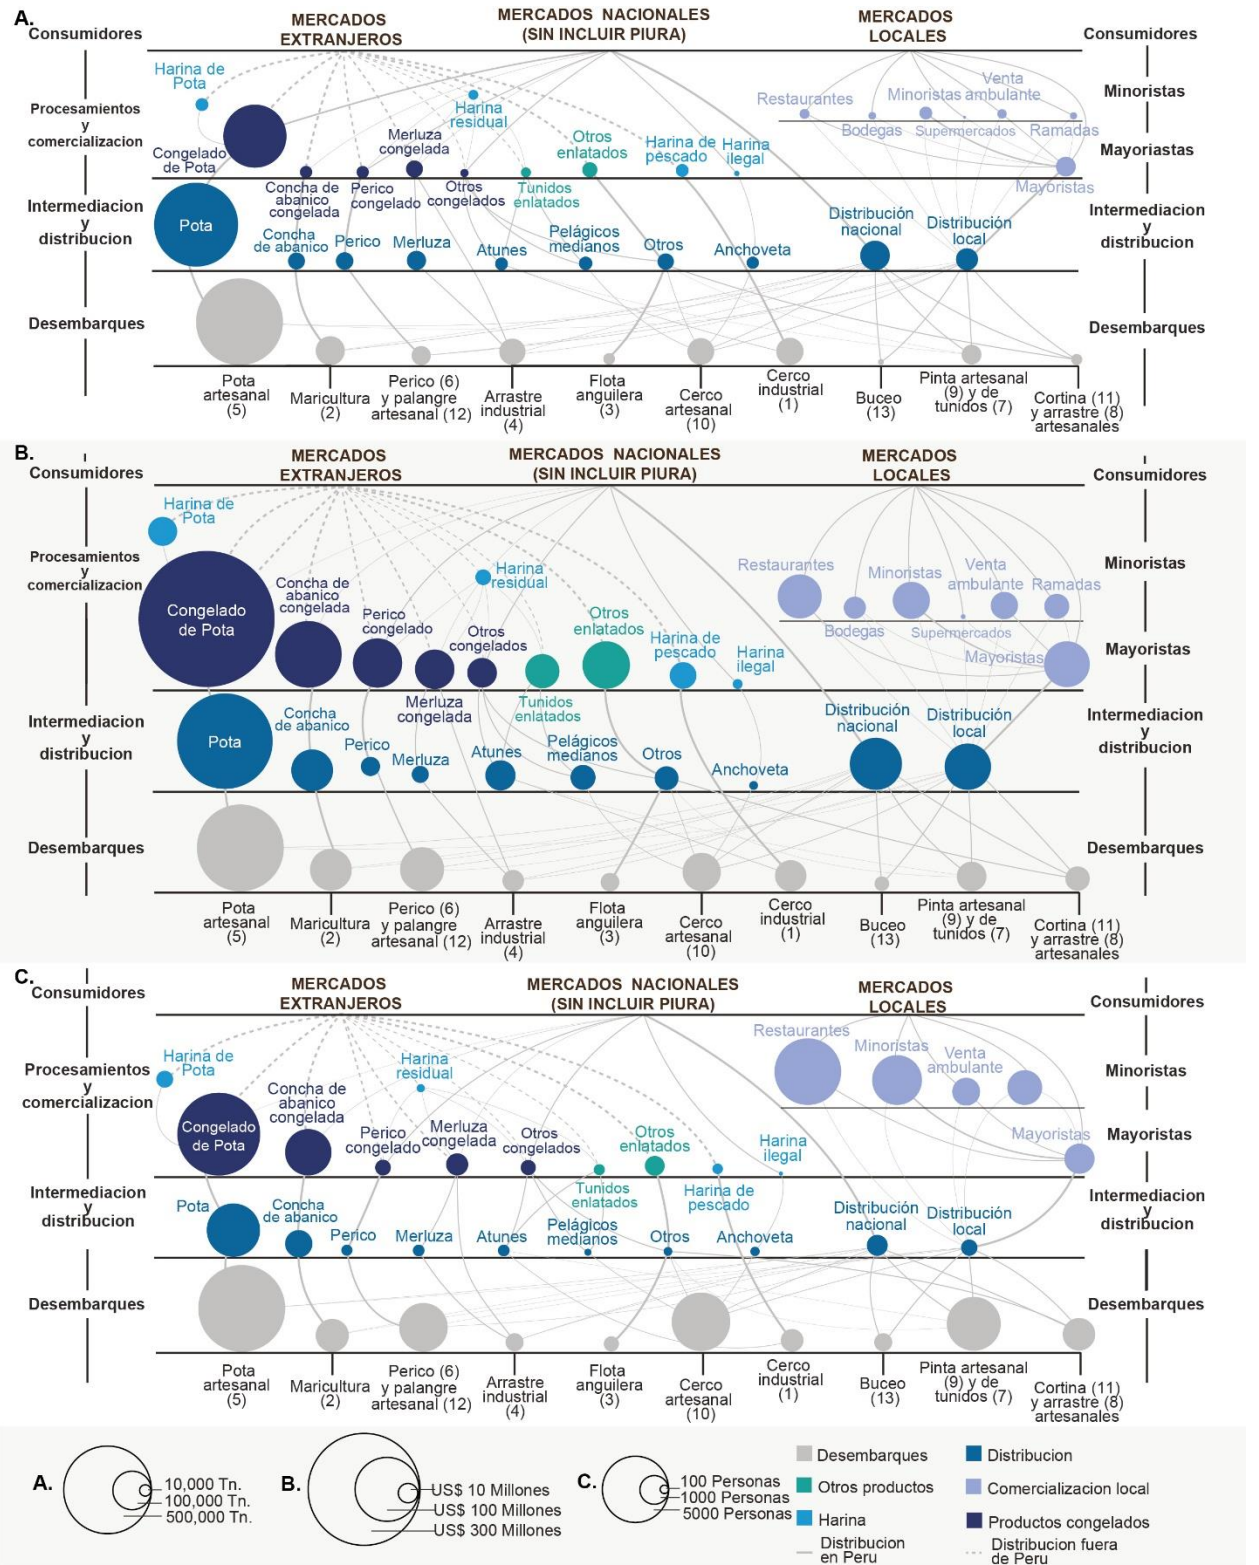 A.
Consumidores
MERCADOS
EXTRANJEROS
MERCADOS NACIONALES
(SIN INCLUIR PIURA)
MERCADOS
LOCALES
Consumidores
Harina de
Pota
Procesamientos
y
comercializacion
Congelado
de Pota
Harina
residual
Merluza
congelada
Otros
enlatados
Harina de
pescado
Harina
ilegal
Restaurantes
Bodegas
Minoristas
Supermercados
Venta
ambulante
Ramadas
Minoristas
Mayoriastas
Mayoristas
Concha de
abanico
congelada
Perico
congelado
Otros
congelados
Tunidos
enlatados
Intermediacion
y
distribucion
Pota
Concha
de abanico
Perico
Merluza
Atunes
Pelágicos
medianos
Otros
Anchoveta
Distribución
nacional
Distribución
local
Intermediacion
y
distribucion
Desembarques
Desembarques
Pota
artesanal
(5)
Maricultura
(2)
Perico (6)
y palangre
artesanal (12)
Arrastre
industrial
(4)
Flota
anguilera
(3)
Cerco
artesanal
(10)
Cerco
industrial
(1)
Buceo
(13)
Pinta artesanal
(9) y de
tunidos (7)
Cortina (11)
y arrastre (8)
artesanales
B.
Consumidores
MERCADOS
EXTRANJEROS
MERCADOS NACIONALES
(SIN INCLUIR PIURA)
MERCADOS
LOCALES
Consumidores
Harina de
Pota
Procesamientos
y
comercializacion
Congelado
de Pota
Concha de
abanico
congelada
Perico
congelado
Merluza
congelada
Otros
congelados
Harina
residual
Tunidos
enlatados
Otros
enlatados
Harina de
pescado
Harina
ilegal
Restaurantes
Bodegas
Minoristas
Supermercados
Venta
ambulante
Ramadas
Mayoristas
Minoristas
Mayoristas
Intermediacion
y
distribucion
Pota
Concha
de abanico
Perico
Merluza
Atunes
Pelágicos
medianos
Otros
Anchoveta
Distribución
nacional
Distribución
local
Intermediacion
y
distribucion
Desembarques
Desembarques
Pota
artesanal
(5)
Maricultura
(2)
Perico (6)
y palangre
artesanal (12)
Arrastre
industrial
(4)
Flota
anguilera
(3)
Cerco
artesanal
(10)
Cerco
industrial
(1)
Buceo
(13)
Pinta artesanal
(9) y de
tunidos (7)
Cortina (11)
y arrastre (8)
artesanales
C.
Consumidores
MERCADOS
EXTRANJEROS
MERCADOS NACIONALES
(SIN INCLUIR PIURA)
MERCADOS
LOCALES
Consumidores
Harina de
Pota
Procesamientos
y
comercializacion
Congelado
de Pota
Concha de
abanico
congelada
Perico
congelado
Harina
residual
Merluza
congelada
Otros
congelados
Tunidos
enlatados
Otros
enlatados
Harina de
pescado
Harina
ilegal
Restaurantes
Minoristas
Venta
ambulante
Mayoristas
Minoristas
Mayoristas
Intermediacion
y
distribucion
Pota
Concha
de abanico
Perico
Merluza
Atunes
Pelágicos
medianos
Otros
Anchoveta
Distribución
nacional
Distribución
local
Intermediacion
y
distribucion
Desembarques
Desembarques
Pota
artesanal
(5)
Maricultura
(2)
Perico (6)
y palangre
artesanal (12)
Arrastre
industrial
(4)
Flota
anguilera
(3)
Cerco
artesanal
(10)
Cerco
industrial
(1)
Buceo
(13)
Pinta artesanal
(9) y de
tunidos (7)
Cortina (11)
y arrastre (8)
artesanales
A.
10,000 Tn.
100,000 Tn.
500,000 Tn.
B.
US$ 10 Millones
US$ 100 Millones
US$ 300 Millones
C.
100 Personas
1000 Personas
5000 Personas
Desembarques
Otros productos
Harina
Distribucion
en Peru
Distribucion
Comercializacion local
Productos congelados
Distribucion fuera
de Peru